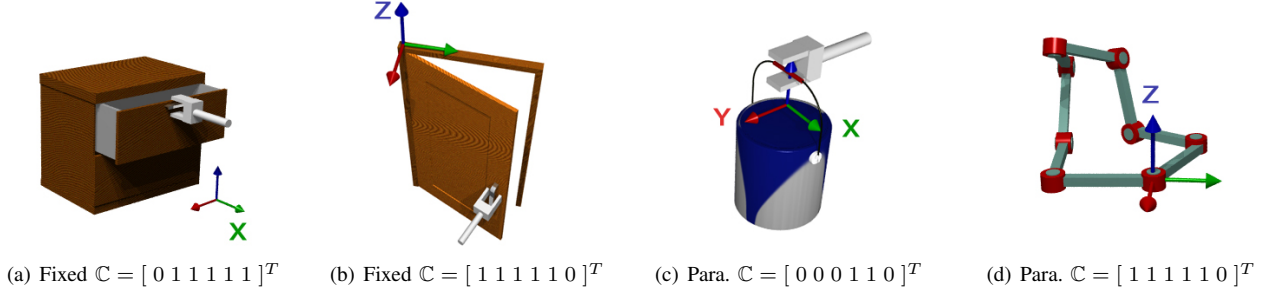 Z
Z
Y
X
X
(a) Fixed ℂ = [ 0 1 1 1 1 1 ]^T
(b) Fixed ℂ = [ 1 1 1 1 1 0 ]^T
(c) Para. ℂ = [ 0 0 0 1 1 0 ]^T
(d) Para. ℂ = [ 1 1 1 1 1 0 ]^T